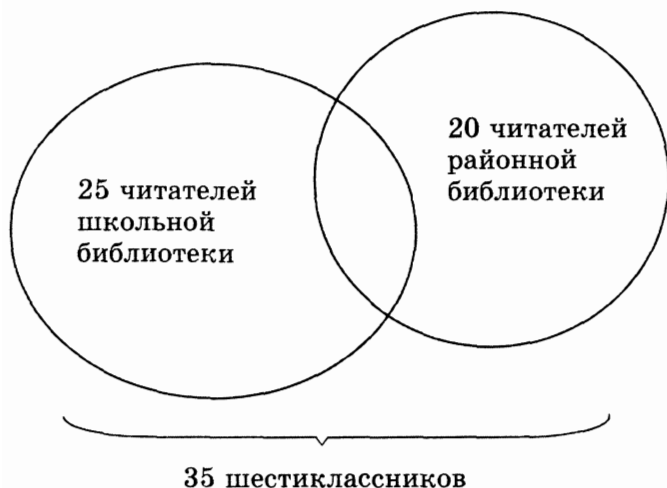 25 читателей
школьной
библиотеки
20 читателей
районной
библиотеки
35 шестиклассников